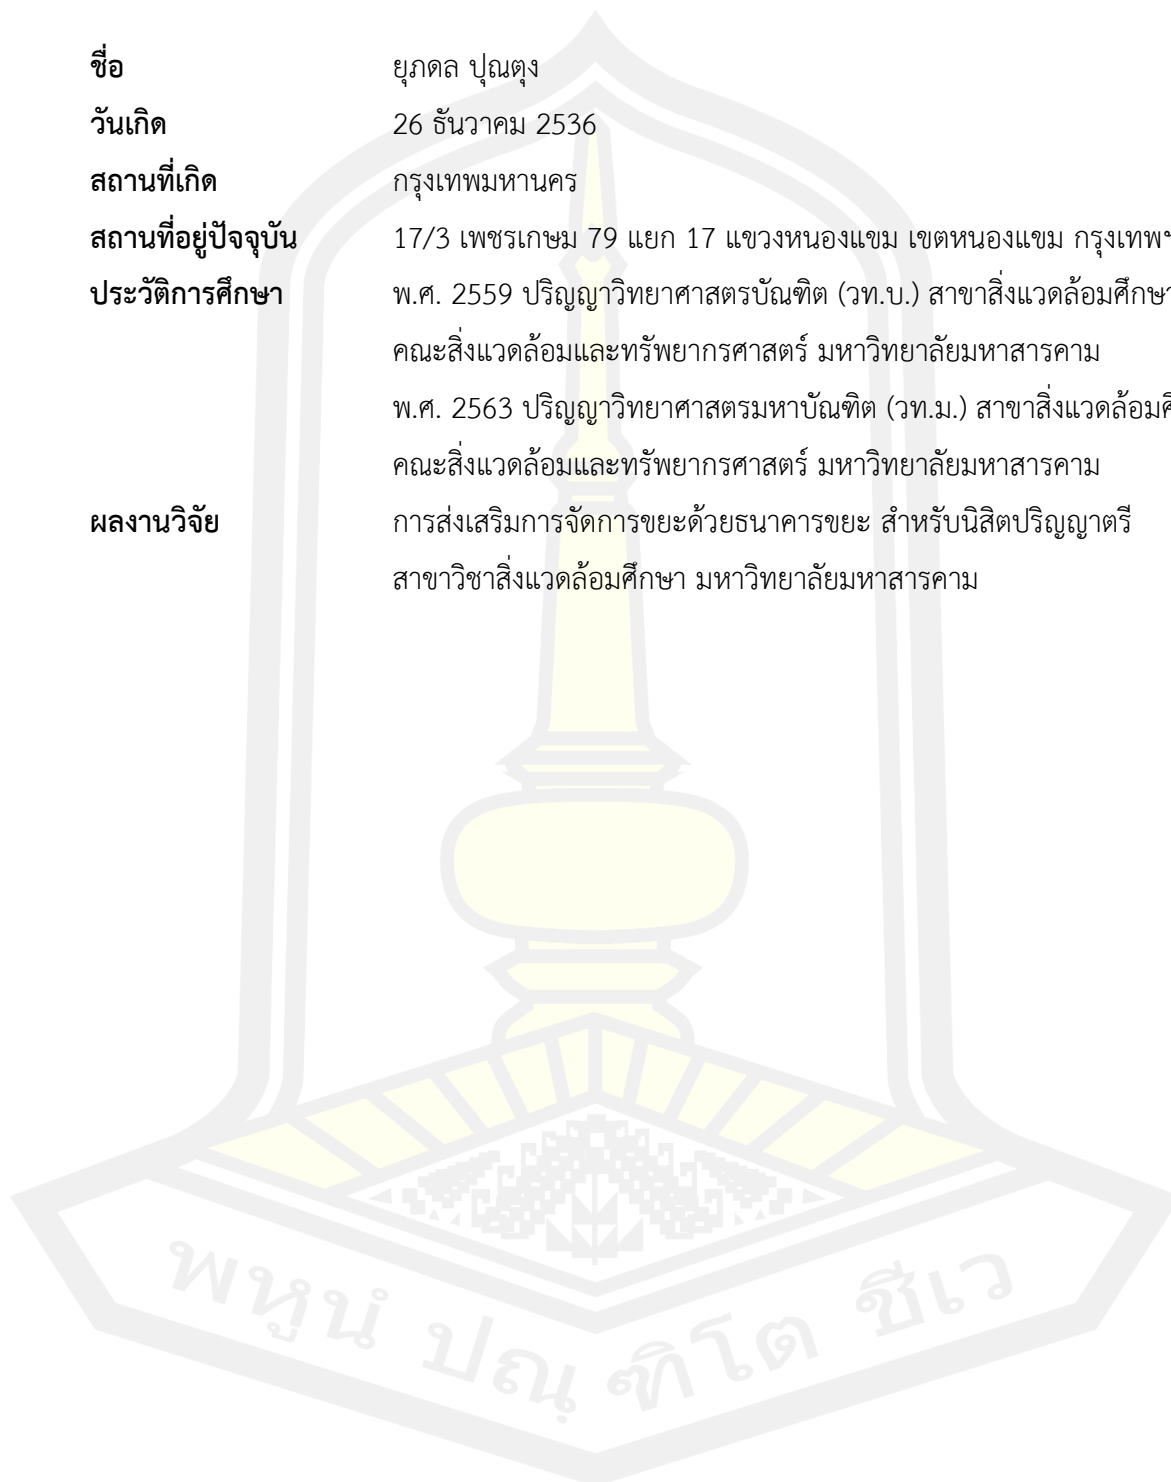 ชื่อ ยุภดล ปุณตุง
วันเกิด 26 ธันวาคม 2536
สถานที่เกิด กรุงเทพมหานคร
สถานที่อยู่ปัจจุบัน 17/3 เพชรเกษม 79 แยก 17 แขวงหนองแขม เขตหนองแขม กรุงเทพฯ
ประวัติการศึกษา พ.ศ. 2559 ปริญญาวิทยาศาสตรบัณฑิต (วท.บ.) สาขาสิ่งแวดล้อมศึกษา
คณะสิ่งแวดล้อมและทรัพยากรศาสตร์ มหาวิทยาลัยมหาสารคาม
พ.ศ. 2563 ปริญญาวิทยาศาสตรมหาบัณฑิต (วท.ม.) สาขาสิ่งแวดล้อม
คณะสิ่งแวดล้อมและทรัพยากรศาสตร์ มหาวิทยาลัยมหาสารคาม
ผลงานวิจัย การส่งเสริมการจัดการขยะด้วยธนาคารขยะ สำหรับนิสิตปริญญาตรี
สาขาวิชาสิ่งแวดล้อมศึกษา มหาวิทยาลัยมหาสารคาม
พหูนํ ปณฺฑิโต ชีเว